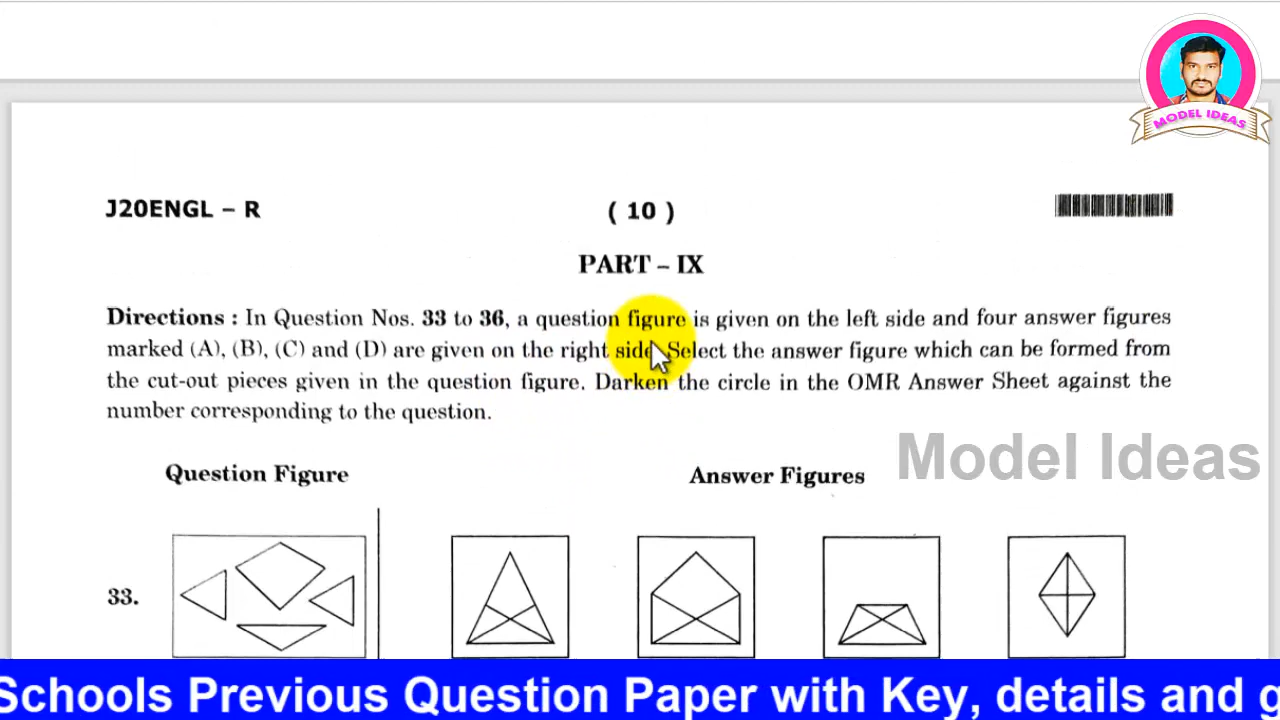 MODEL IDEAS
J20ENGL – R
( 10 )
PART – IX
Directions : In Question Nos. 33 to 36, a question figure is given on the left side and four answer figures
marked (A), (B), (C) and (D) are given on the right side. Select the answer figure which can be formed from
the cut-out pieces given in the question figure. Darken the circle in the OMR Answer Sheet against the
number corresponding to the question.
Model Ideas
Question Figure
Answer Figures
33.
Schools Previous Question Paper with Key, details and g